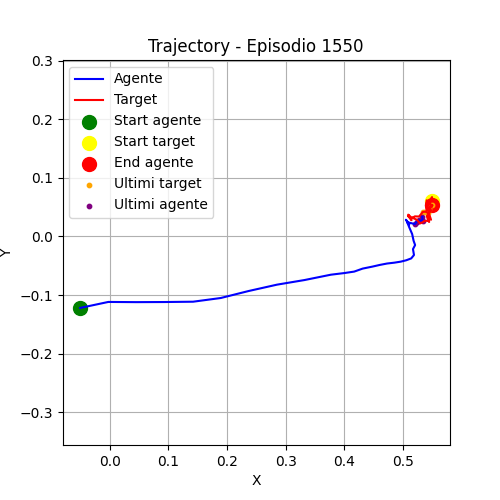 Trajectory - Episodio 1550
Agente
Target
Start agente
Start target
End agente
Ultimi target
Ultimi agente
0.3
0.2
0.1
0.0
−0.1
−0.2
−0.3
Y
0.0
0.1
0.2
0.3
0.4
0.5
X